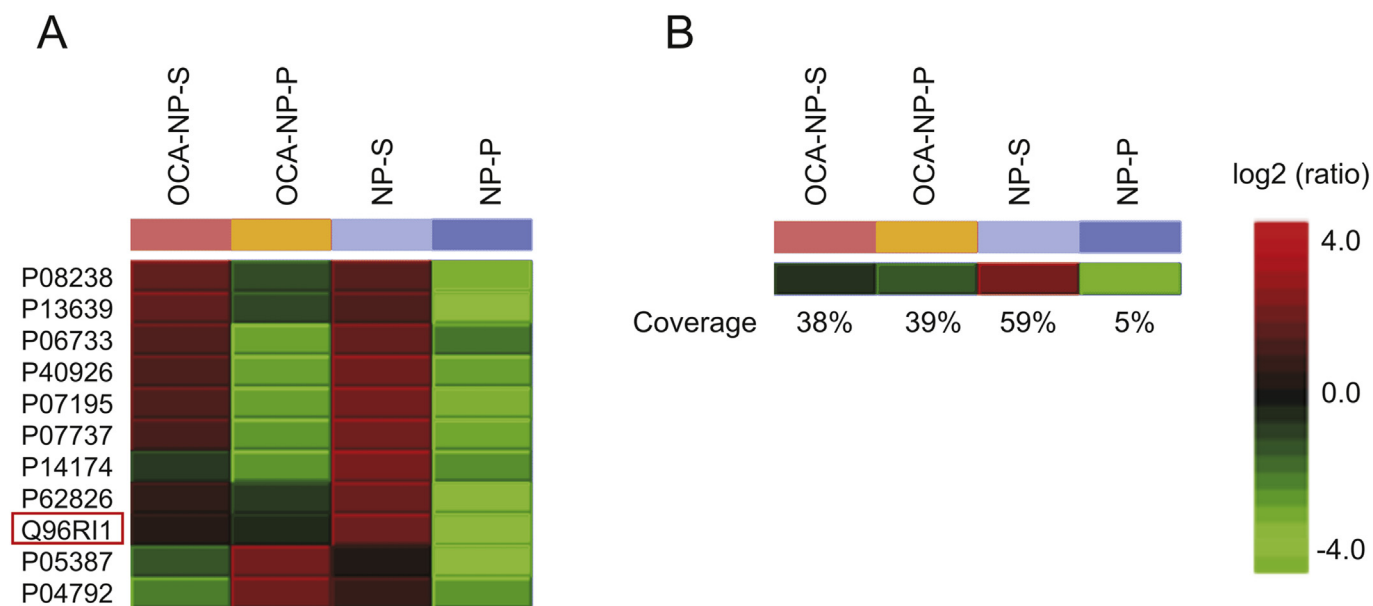 A
B
OCA-NP-S
OCA-NP-P
NP-S
NP-P
OCA-NP-S
OCA-NP-P
NP-S
NP-P
log2 (ratio)
P08238
P13639
P06733
P40926
P07195
P07737
P14174
P62826
Q96RI1
P05387
P04792
Coverage 38% 39% 59% 5%
4.0
0.0
-4.0